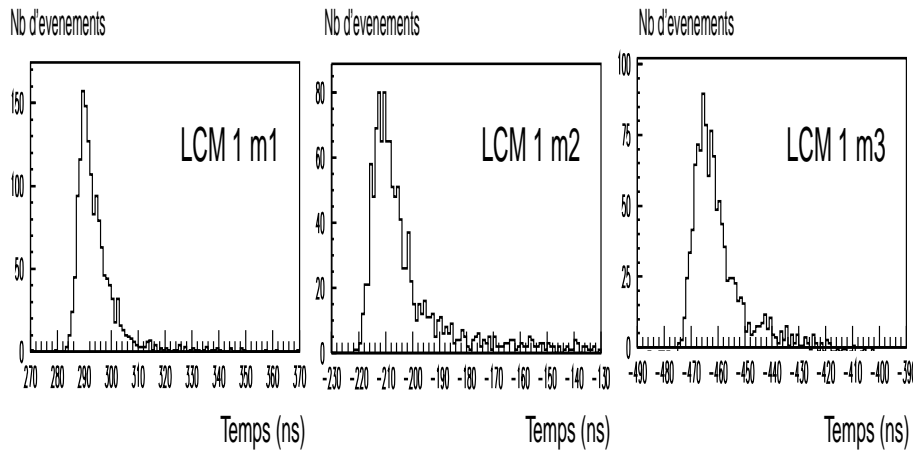 Nb d'evenements
Nb d'evenements
Nb d'evenements
150
100
50
0
LCM 1 m1
270 280 290 300 310 320 330 340 350 360 370
Temps (ns)
80
60
40
20
0
LCM 1 m2
-230 -220 -210 -200 -190 -180 -170 -160 -150 -140 -130
Temps (ns)
100
75
50
25
0
LCM 1 m3
-490 -480 -470 -460 -450 -440 -430 -420 -410 -400 -390
Temps (ns)